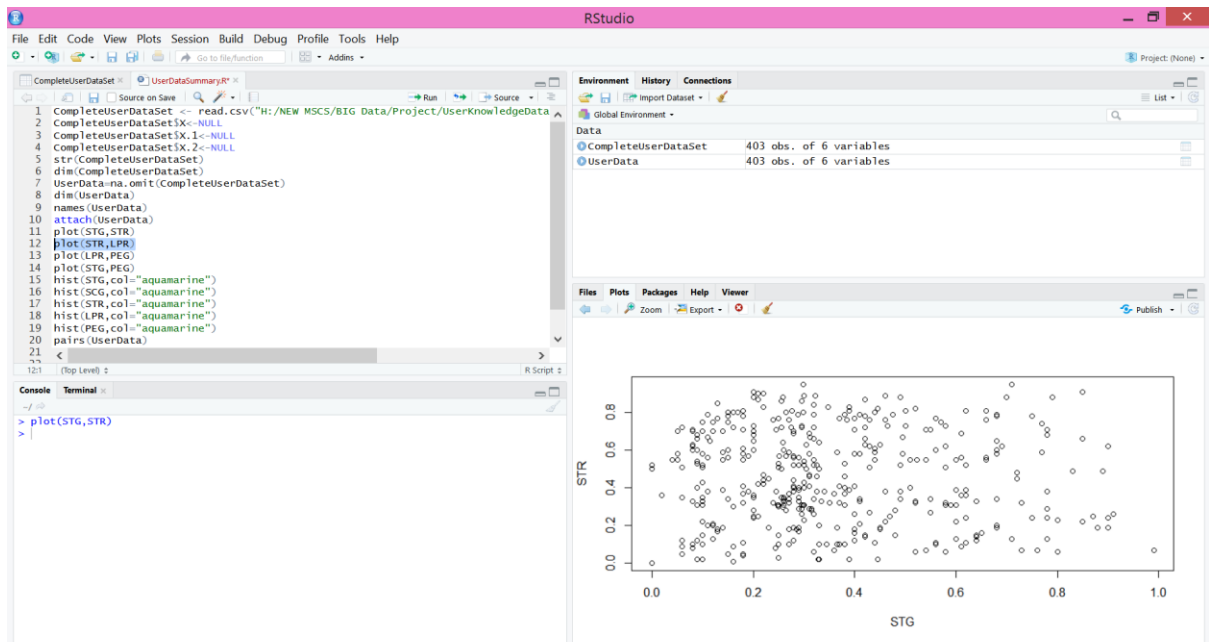 RStudio
File Edit Code View Plots Session Build Debug Profile Tools Help
Go to file/function Addins Project: (None)
CompleteUserDataSet UserDataSummary.R*
Source on Save Run Source
1 CompleteUserDataSet <- read.csv("H:/NEW MSCS/BIG Data/Project/UserKnowledgeData
2 CompleteUserDataSet$X<-NULL
3 CompleteUserDataSet$X.1<-NULL
4 CompleteUserDataSet$X.2<-NULL
5 str(CompleteUserDataSet)
6 dim(CompleteUserDataSet)
7 UserData=na.omit(CompleteUserDataSet)
8 dim(UserData)
9 names(UserData)
10 attach(UserData)
11 plot(STG,STR)
12 plot(STR,LPR)
13 plot(LPR,PEG)
14 plot(STG,PEG)
15 hist(STG,col="aquamarine")
16 hist(SCG,col="aquamarine")
17 hist(STR,col="aquamarine")
18 hist(LPR,col="aquamarine")
19 hist(PEG,col="aquamarine")
20 pairs(UserData)
21
12:1 (Top Level) R Script
Console Terminal
~/
> plot(STG,STR)
>
Environment History Connections
Import Dataset List
Global Environment
Data
CompleteUserDataSet 403 obs. of 6 variables
UserData 403 obs. of 6 variables
Files Plots Packages Help Viewer
Zoom Export Publish
STR
0.8
0.6
0.4
0.2
0.0
0.0 0.2 0.4 0.6 0.8 1.0
STG